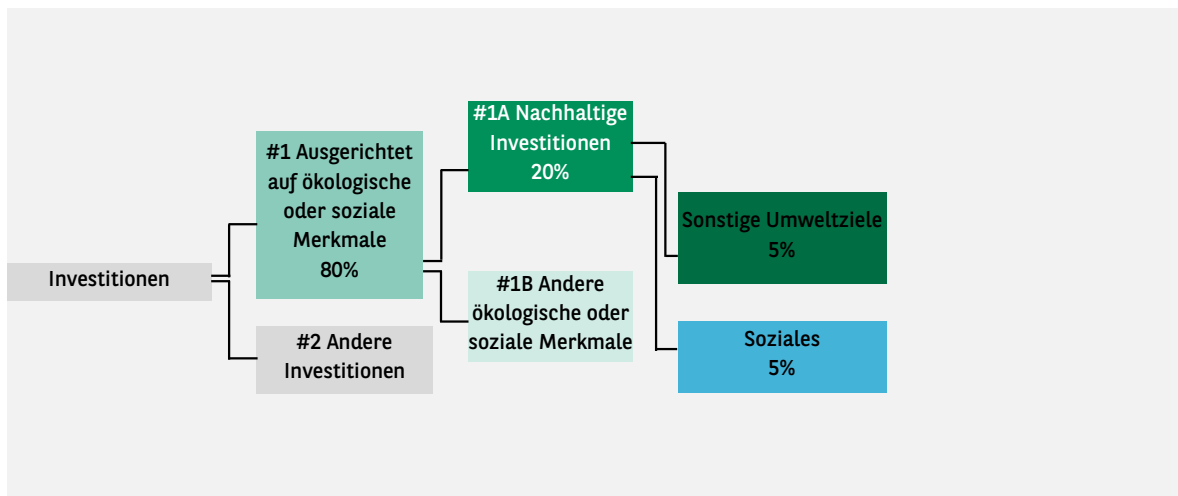 Investitionen
#1 Ausgerichtet
auf ökologische
oder soziale
Merkmale
80%
#2 Andere
Investitionen
#1A Nachhaltige
Investitionen
20%
#1B Andere
ökologische oder
soziale Merkmale
Sonstige Umweltziele
5%
Soziales
5%